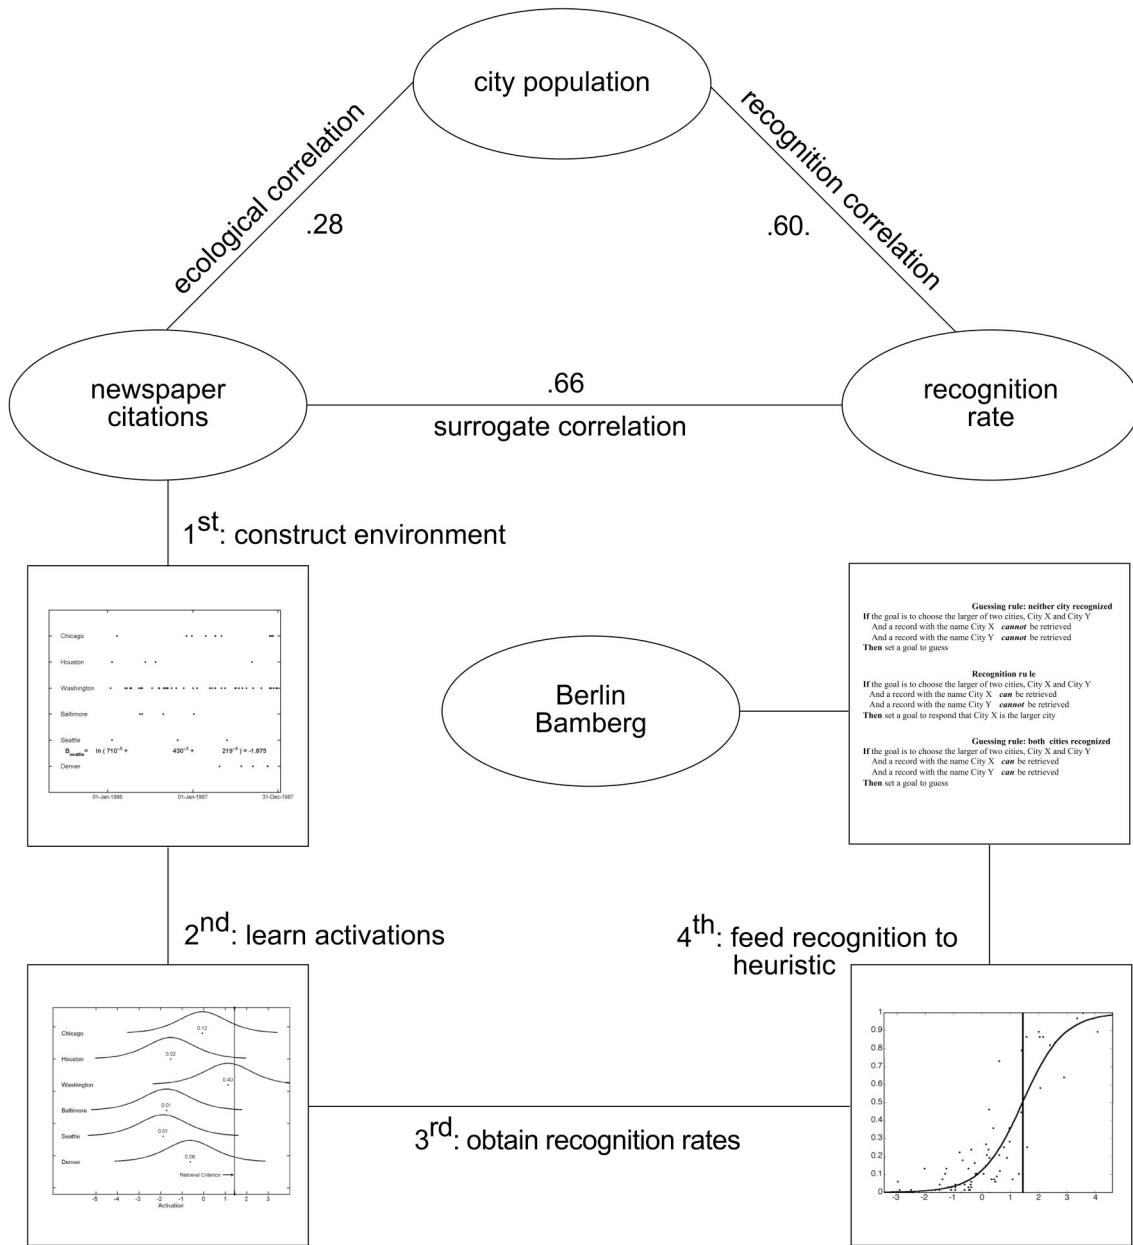 city population
ecological correlation
.28
recognition correlation
.60.
newspaper
citations
.66
surrogate correlation
recognition
rate
1st: construct environment
Chicago
Houston
Washington
Baltimore
Seattle
Bseattle= ln ( 710^-.5 + 430^-.5 + 219^-.5 ) = -1.875
Denver
01-Jan-1986 01-Jan-1987 31-Dec-1987
Berlin
Bamberg
Guessing rule: neither city recognized
If the goal is to choose the larger of two cities, City X and City Y
And a record with the name City X cannot be retrieved
And a record with the name City Y cannot be retrieved
Then set a goal to guess
Recognition ru le
If the goal is to choose the larger of two cities, City X and City Y
And a record with the name City X can be retrieved
And a record with the name City Y cannot be retrieved
Then set a goal to respond that City X is the larger city
Guessing rule: both cities recognized
If the goal is to choose the larger of two cities, City X and City Y
And a record with the name City X can be retrieved
And a record with the name City Y can be retrieved
Then set a goal to guess
2nd: learn activations
4th: feed recognition to
heuristic
Chicago 0.12
Houston 0.02
Washington 0.40
Baltimore 0.01
Seattle 0.01
Denver 0.06
Retrieval Criterion
-5 -4 -3 -2 -1 0 1 2 3
Activation
3rd: obtain recognition rates
1
0.9
0.8
0.7
0.6
0.5
0.4
0.3
0.2
0.1
0
-3 -2 -1 0 1 2 3 4